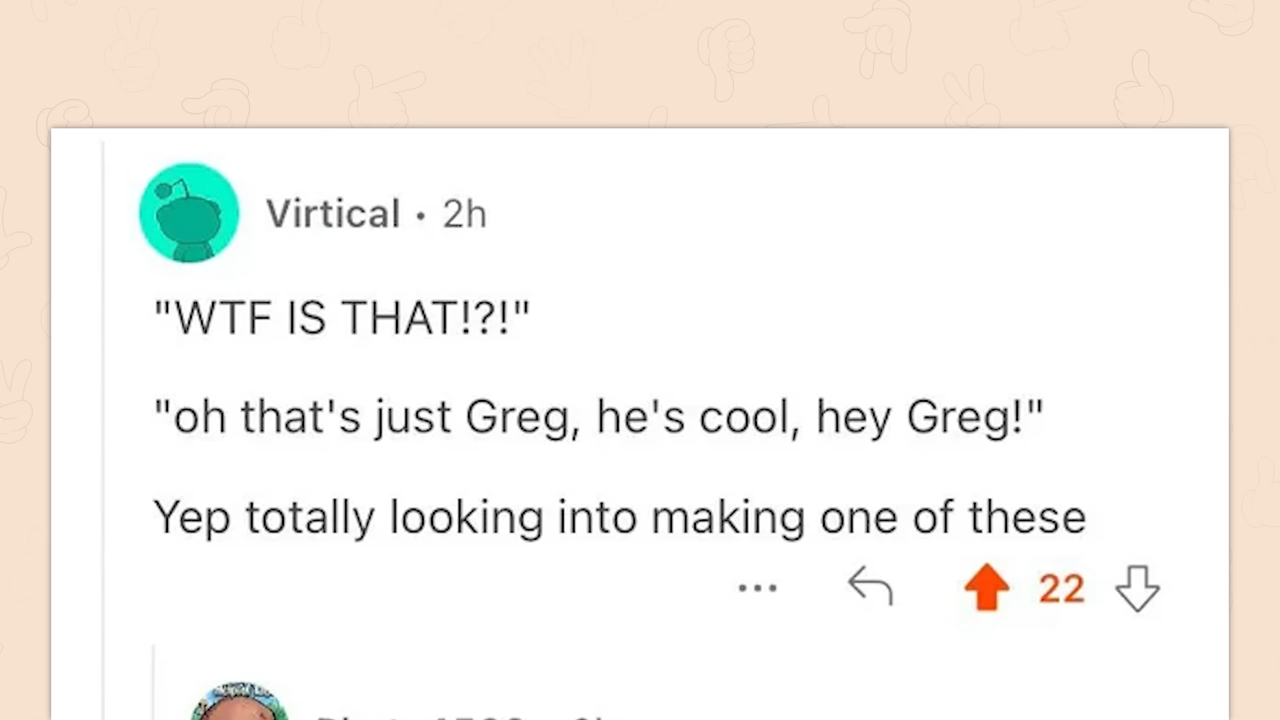 Virtical • 2h
"WTF IS THAT!?!"
"oh that's just Greg, he's cool, hey Greg!"
Yep totally looking into making one of these
22